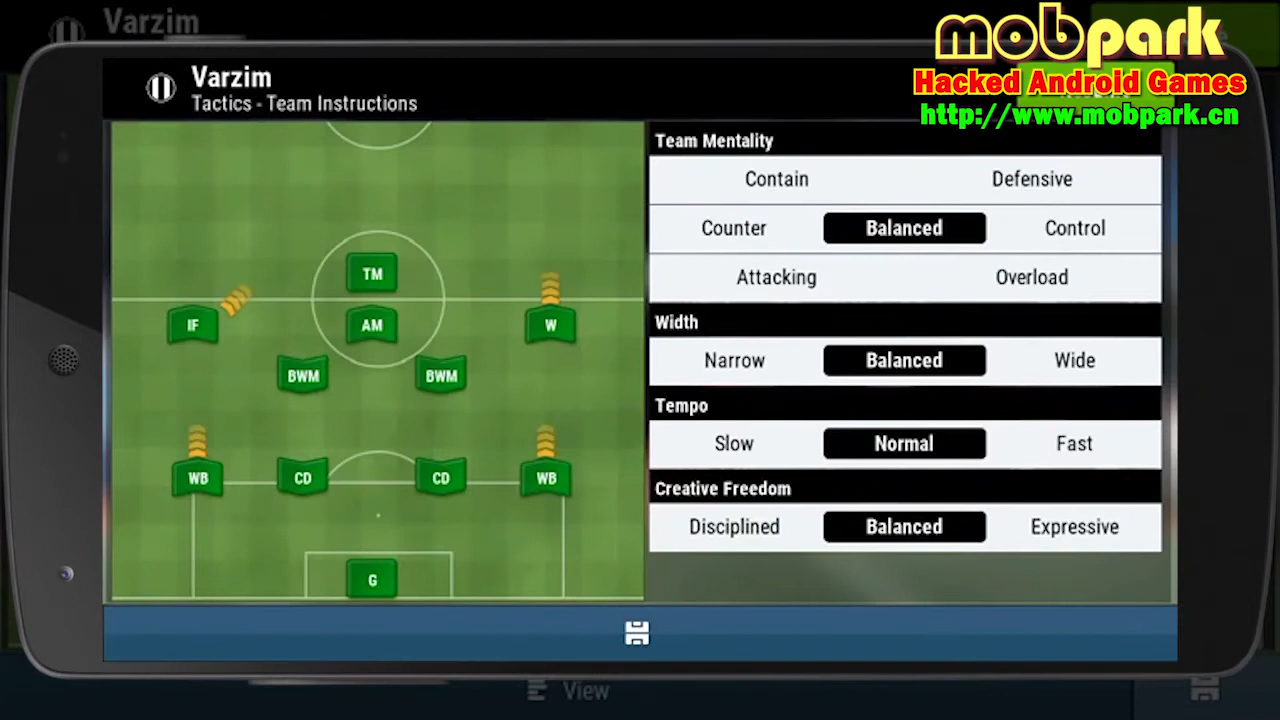 Varzim
mobpark
Hacked Android Games
http://www.mobpark.cn
Varzim
Tactics - Team Instructions
Team Mentality
Contain Defensive
Counter Balanced Control
Attacking Overload
Width
Narrow Balanced Wide
Tempo
Slow Normal Fast
Creative Freedom
Disciplined Balanced Expressive
TM
IF AM W
BWM BWM
WB CD CD WB
G
View